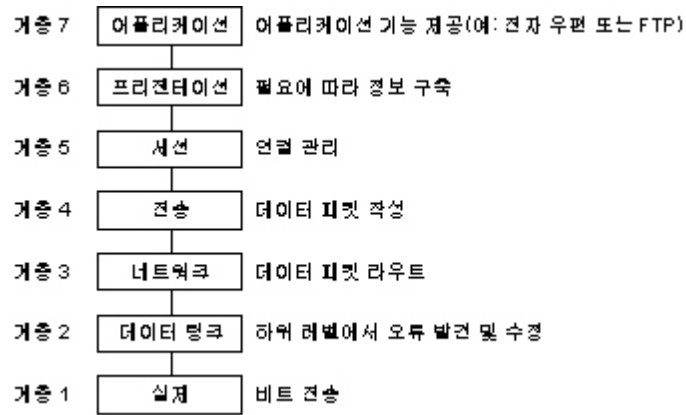 계층 7 어플리케이션 어플리케이션 기능 제공(예: 전자 우편 또는 FTP)
계층 6 프리젠테이션 필요에 따라 정보 구축
계층 5 세션 연결 관리
계층 4 전송 데이터 패킷 작성
계층 3 네트워크 데이터 패킷 라우트
계층 2 데이터 링크 하위 레벨에서 오류 발견 및 수정
계층 1 실제 비트 전송